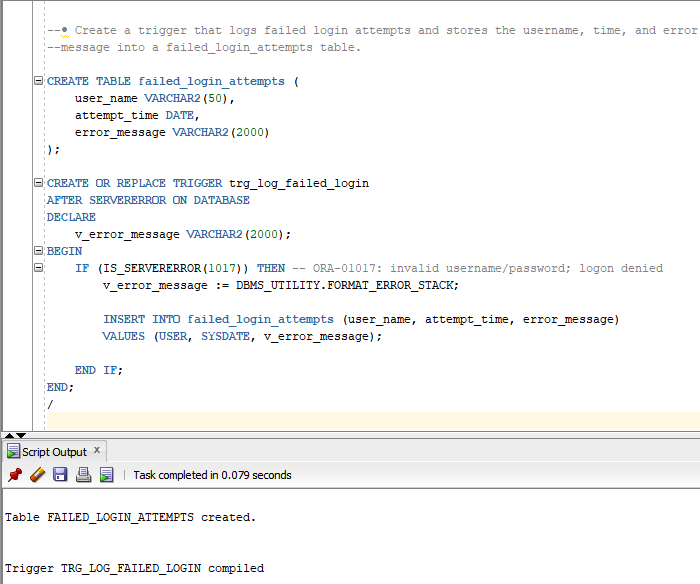 --• Create a trigger that logs failed login attempts and stores the username, time, and error
--message into a failed_login_attempts table.
CREATE TABLE failed_login_attempts (
    user_name VARCHAR2(50),
    attempt_time DATE,
    error_message VARCHAR2(2000)
);
CREATE OR REPLACE TRIGGER trg_log_failed_login
AFTER SERVERERROR ON DATABASE
DECLARE
    v_error_message VARCHAR2(2000);
BEGIN
    IF (IS_SERVERERROR(1017)) THEN -- ORA-01017: invalid username/password; logon denied
        v_error_message := DBMS_UTILITY.FORMAT_ERROR_STACK;
        INSERT INTO failed_login_attempts (user_name, attempt_time, error_message)
        VALUES (USER, SYSDATE, v_error_message);
    END IF;
END;
/
Script Output x
Task completed in 0.079 seconds
Table FAILED_LOGIN_ATTEMPTS created.
Trigger TRG_LOG_FAILED_LOGIN compiled